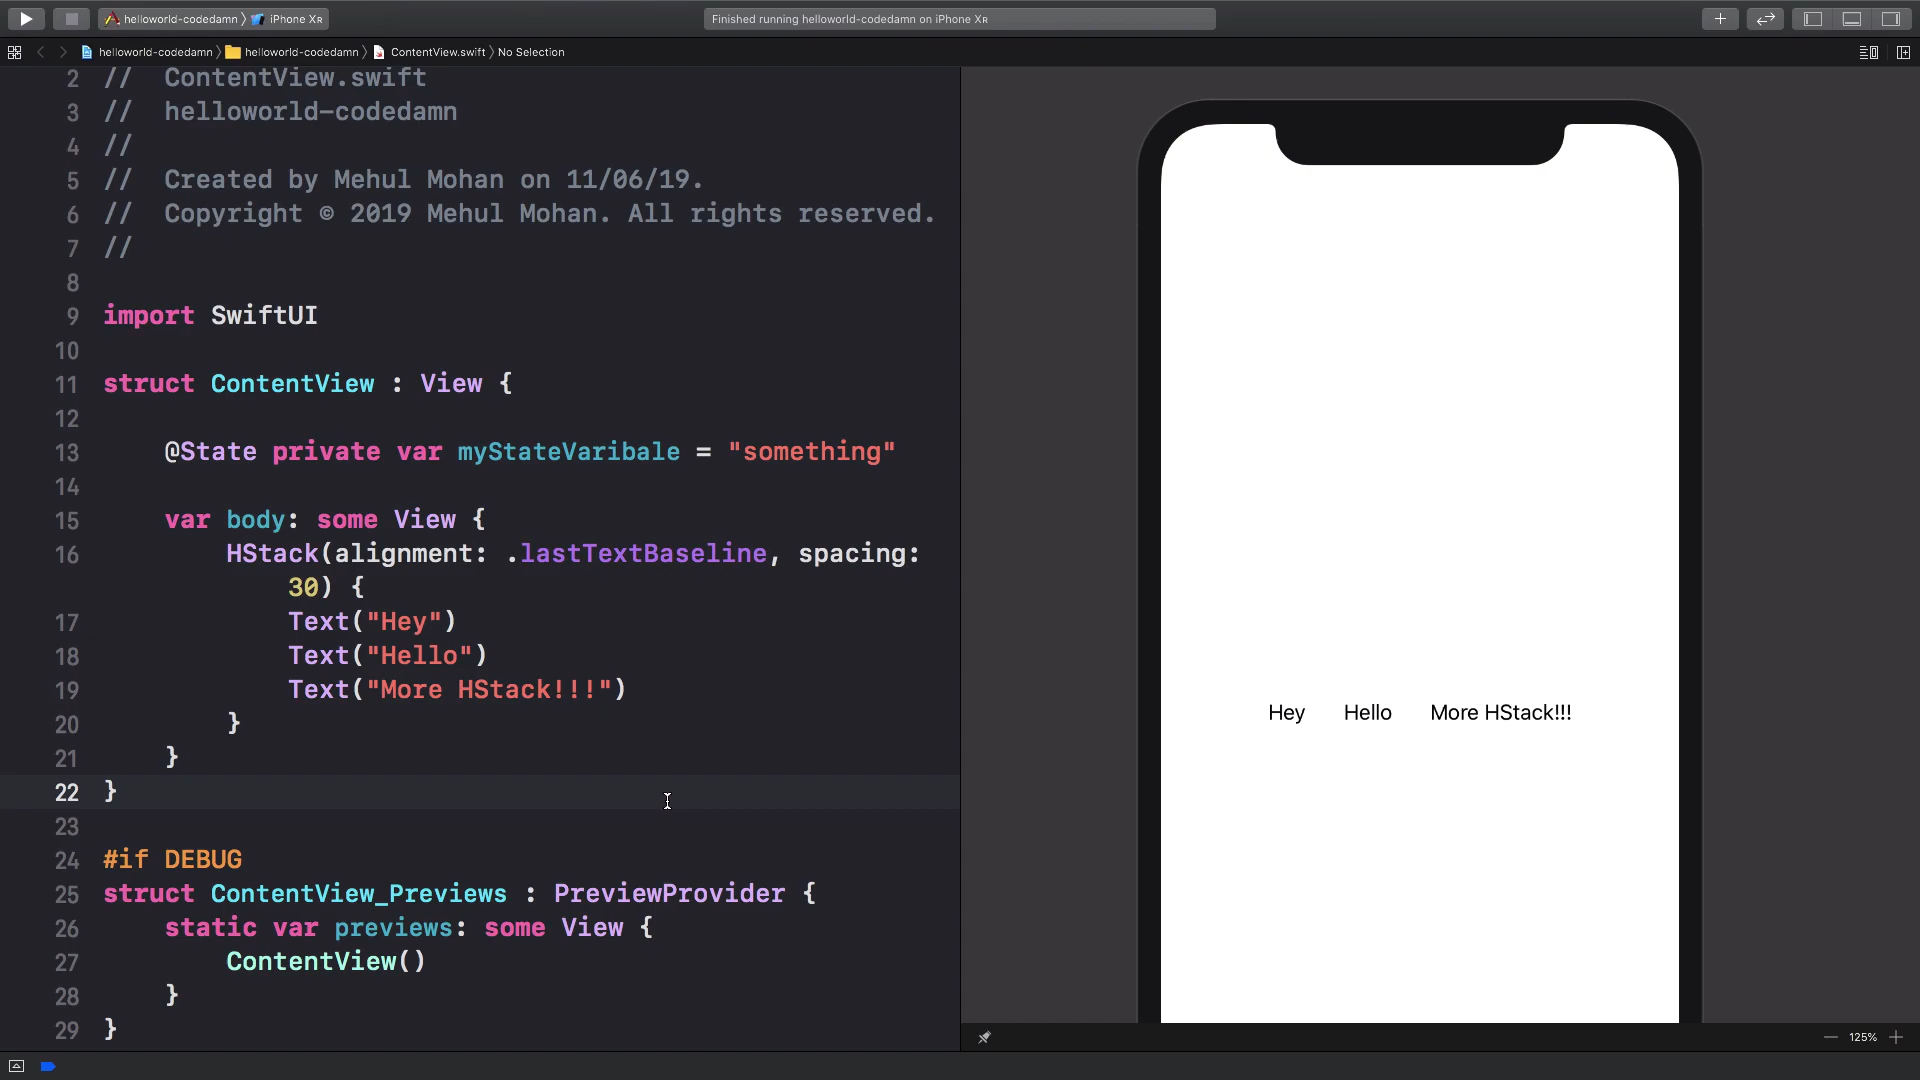 helloworld-codedamn 〉 iPhone Xʀ
Finished running helloworld-codedamn on iPhone Xʀ
helloworld-codedamn 〉 helloworld-codedamn 〉 ContentView.swift 〉 No Selection
2 //  ContentView.swift
3 //  helloworld-codedamn
4 //
5 //  Created by Mehul Mohan on 11/06/19.
6 //  Copyright © 2019 Mehul Mohan. All rights reserved.
7 //
8
9 import SwiftUI
10
11 struct ContentView : View {
12
13     @State private var myStateVaribale = "something"
14
15     var body: some View {
16         HStack(alignment: .lastTextBaseline, spacing:
            30) {
17             Text("Hey")
18             Text("Hello")
19             Text("More HStack!!!")
20         }
21     }
22 }
23
24 #if DEBUG
25 struct ContentView_Previews : PreviewProvider {
26     static var previews: some View {
27         ContentView()
28     }
29 }
Hey Hello More HStack!!!
125%